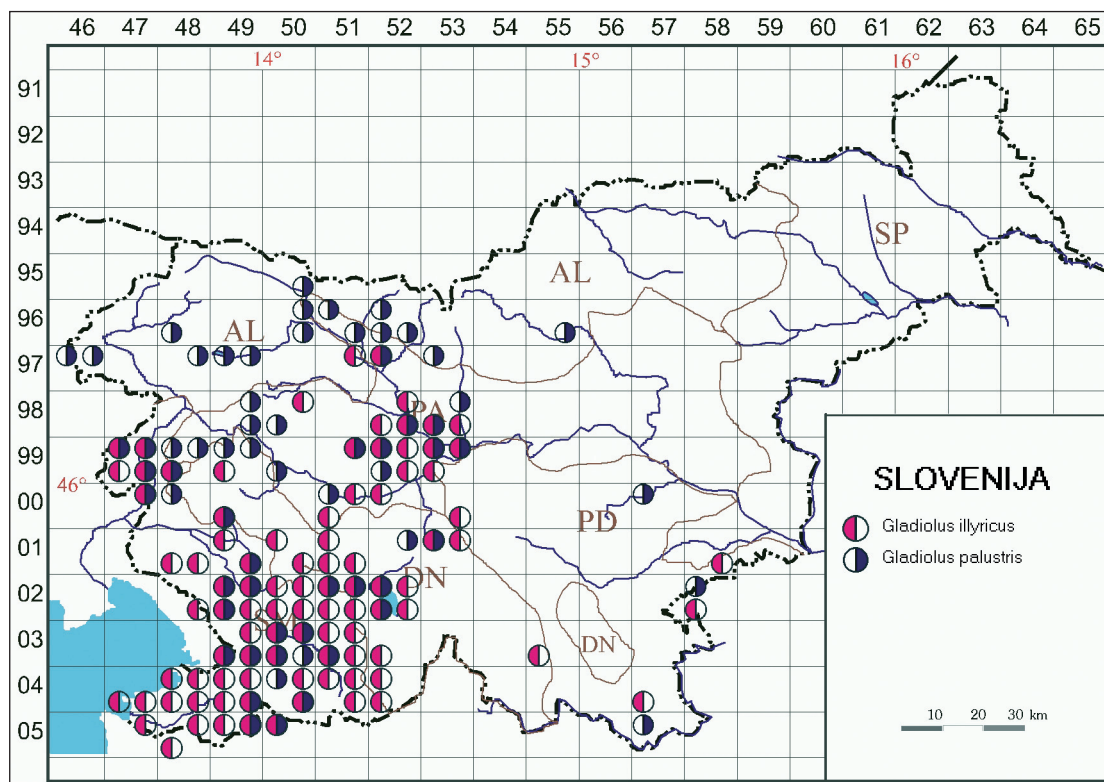 46 47 48 49 50 51 52 53 54 55 56 57 58 59 60 61 62 63 64 65
14° 15° 16°
91
92
93
94
SP
95
AL
96
AL
97
98
PA
99
46°
00
SLOVENIJA
PD
Gladiolus illyricus
01
Gladiolus palustris
DN
02
SM
03
DN
04
05
10 20 30 km